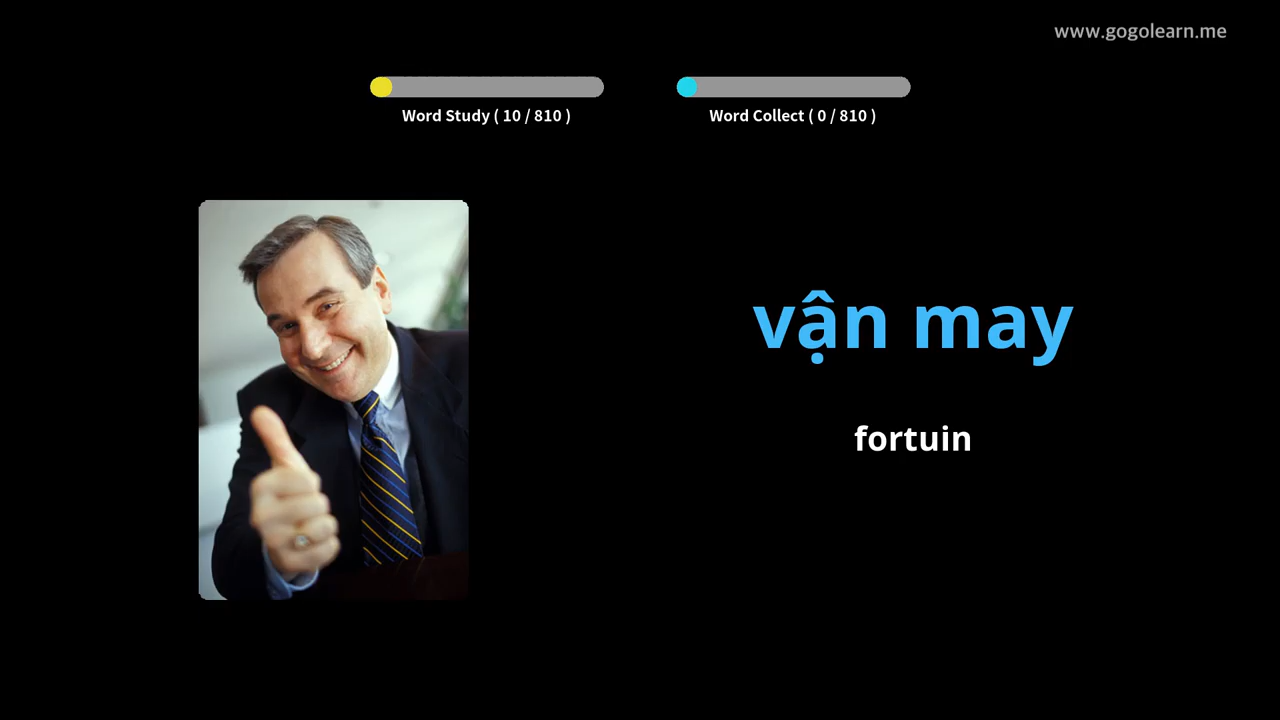 www.gogolearn.me
Word Study ( 10 / 810 )
Word Collect ( 0 / 810 )
vận may
fortuin